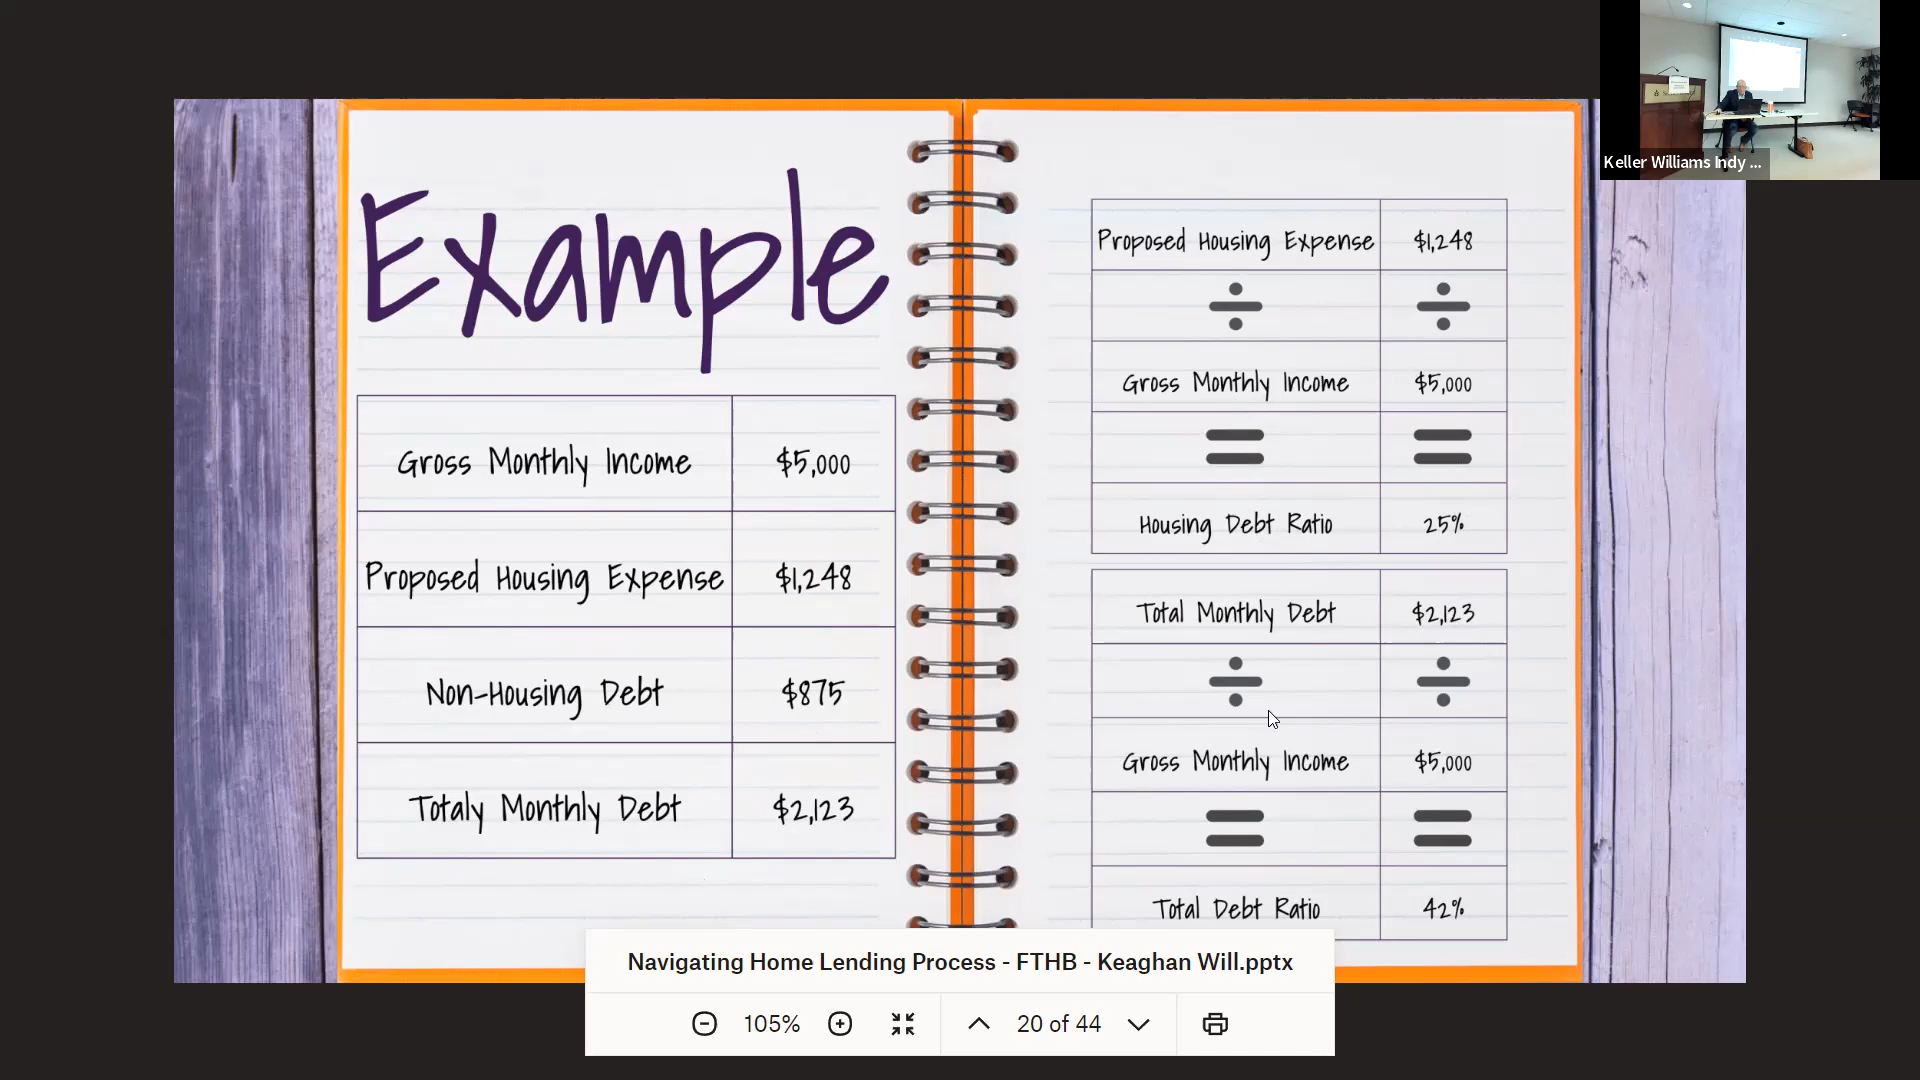 Keller Williams Indy ...
Example
Gross Monthly Income $5,000
Proposed Housing Expense $1,248
Non-Housing Debt $875
Totaly Monthly Debt $2,123
Proposed Housing Expense $1,248
÷ ÷
Gross Monthly Income $5,000
= =
Housing Debt Ratio 25%
Total Monthly Debt $2,123
÷ ÷
Gross Monthly Income $5,000
= =
Total Debt Ratio 42%
Navigating Home Lending Process - FTHB - Keaghan Will.pptx
105% 20 of 44